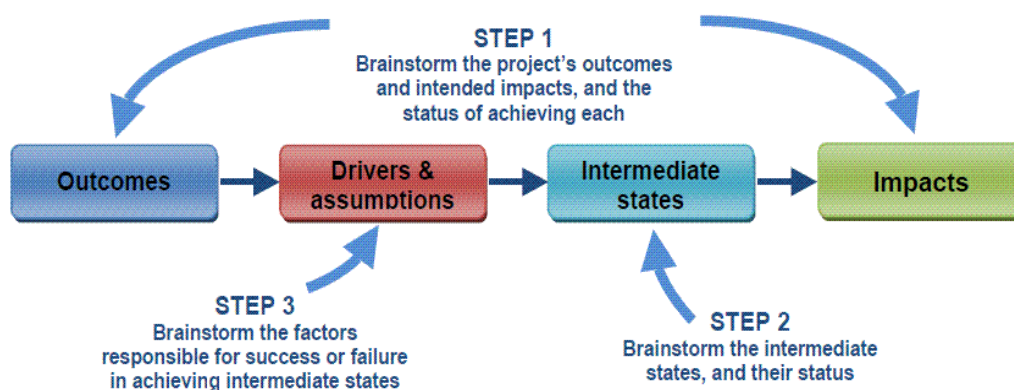 STEP 1
Brainstorm the project's outcomes
and intended impacts, and the
status of achieving each
Outcomes
Drivers &
assumptions
Intermediate
states
Impacts
STEP 3
Brainstorm the factors
responsible for success or failure
in achieving intermediate states
STEP 2
Brainstorm the intermediate
states, and their status